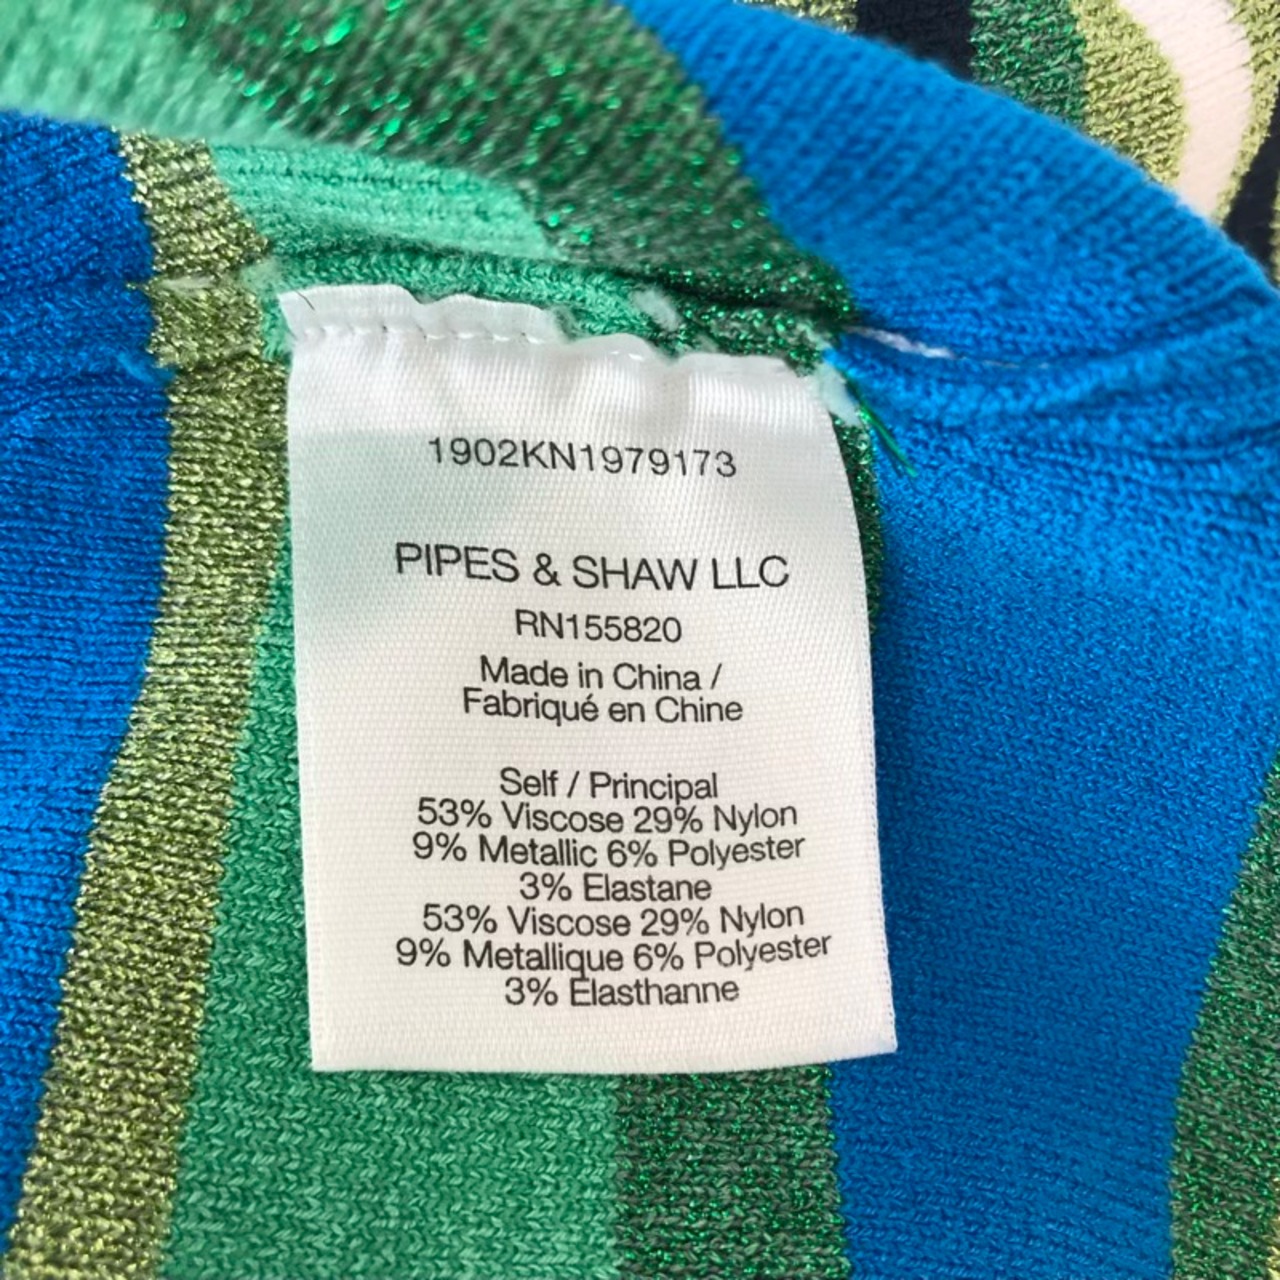 1902KN1979173
PIPES & SHAW LLC
RN155820
Made in China /
Fabriqué en Chine
Self / Principal
53% Viscose 29% Nylon
9% Metallic 6% Polyester
3% Elastane
53% Viscose 29% Nylon
9% Metallique 6% Polyester
3% Elasthanne